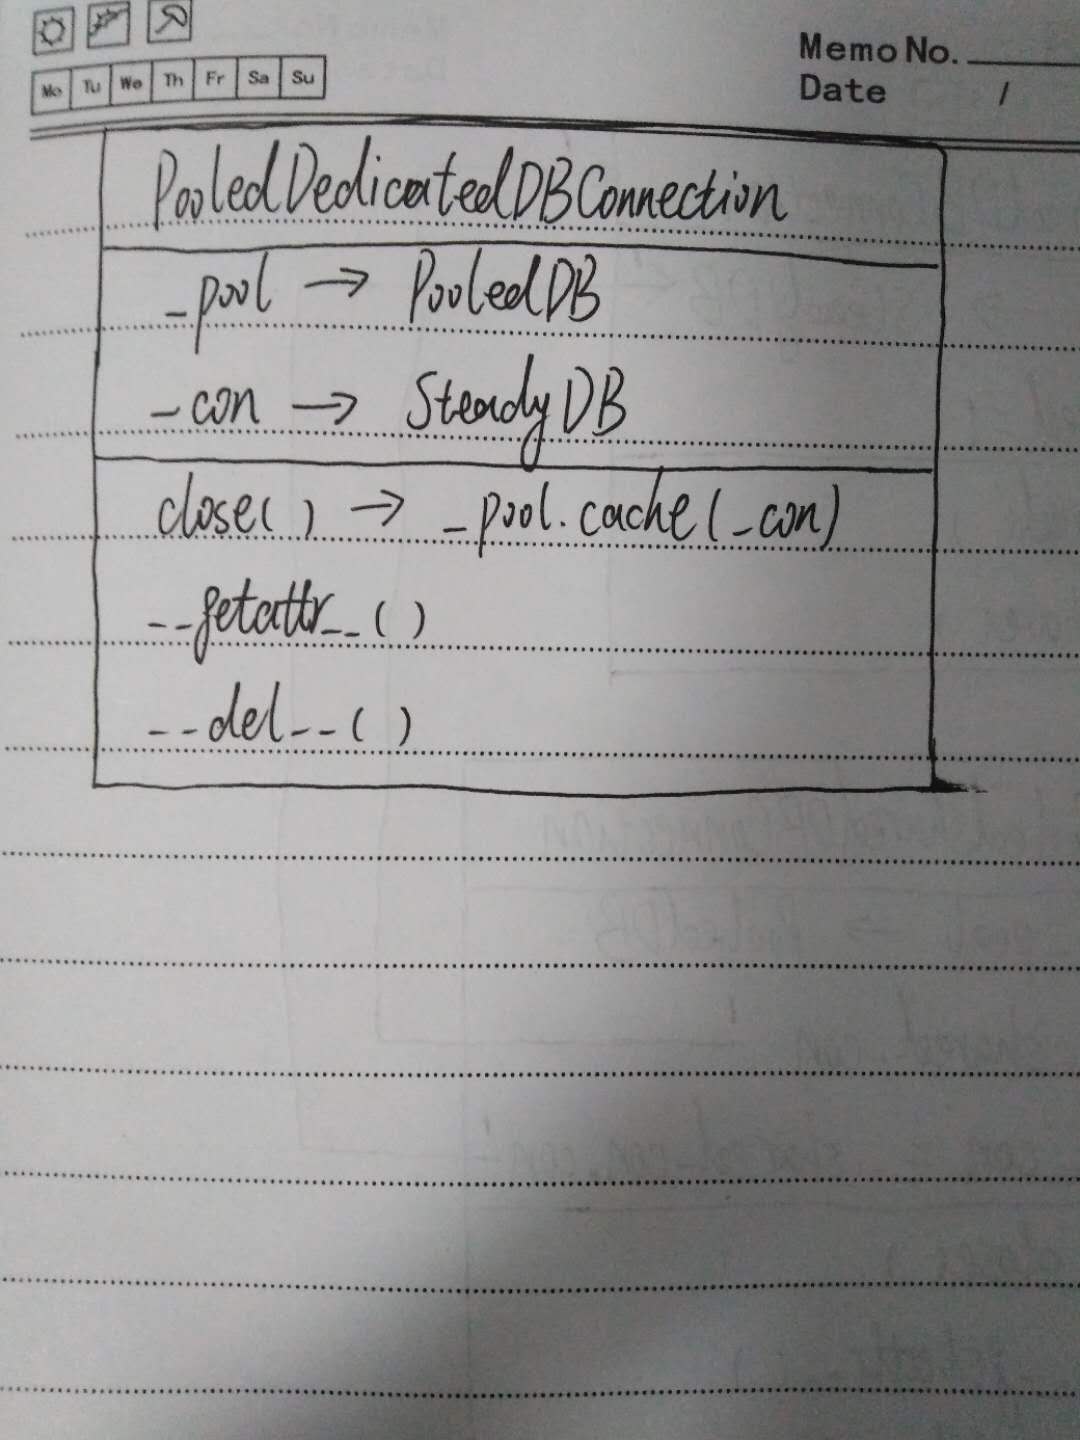 Mo Tu We Th Fr Sa Su
Memo No.
Date /
PooledDedicatedDBConnection
_pool → PooledDB
_con → SteadyDB
close() → _pool.cache(_con)
__getattr__()
__del__()